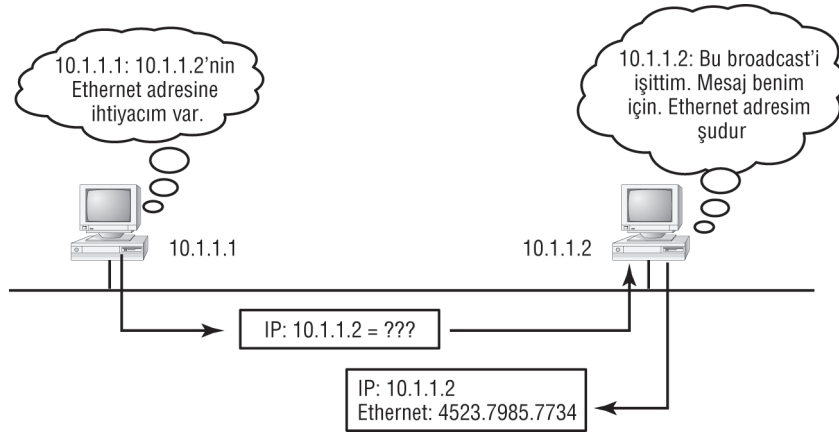 10.1.1.1: 10.1.1.2’nin
Ethernet adresine
ihtiyacım var.
10.1.1.2: Bu broadcast’i
işittim. Mesaj benim
için. Ethernet adresim
şudur
10.1.1.1
10.1.1.2
IP: 10.1.1.2 = ???
IP: 10.1.1.2
Ethernet: 4523.7985.7734